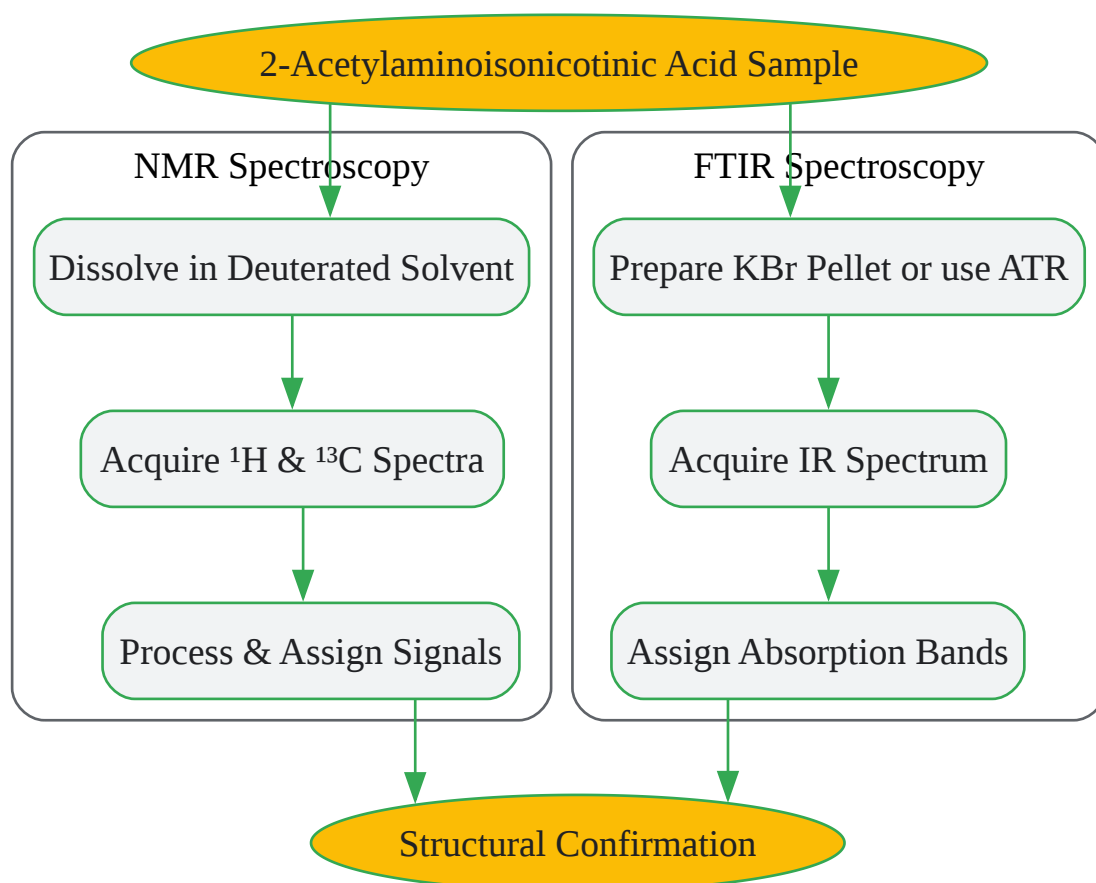 2-Acetylaminoisonicotinic Acid Sample
NMR Spectroscopy
Dissolve in Deuterated Solvent
Acquire ¹H & ¹³C Spectra
Process & Assign Signals
FTIR Spectroscopy
Prepare KBr Pellet or use ATR
Acquire IR Spectrum
Assign Absorption Bands
Structural Confirmation